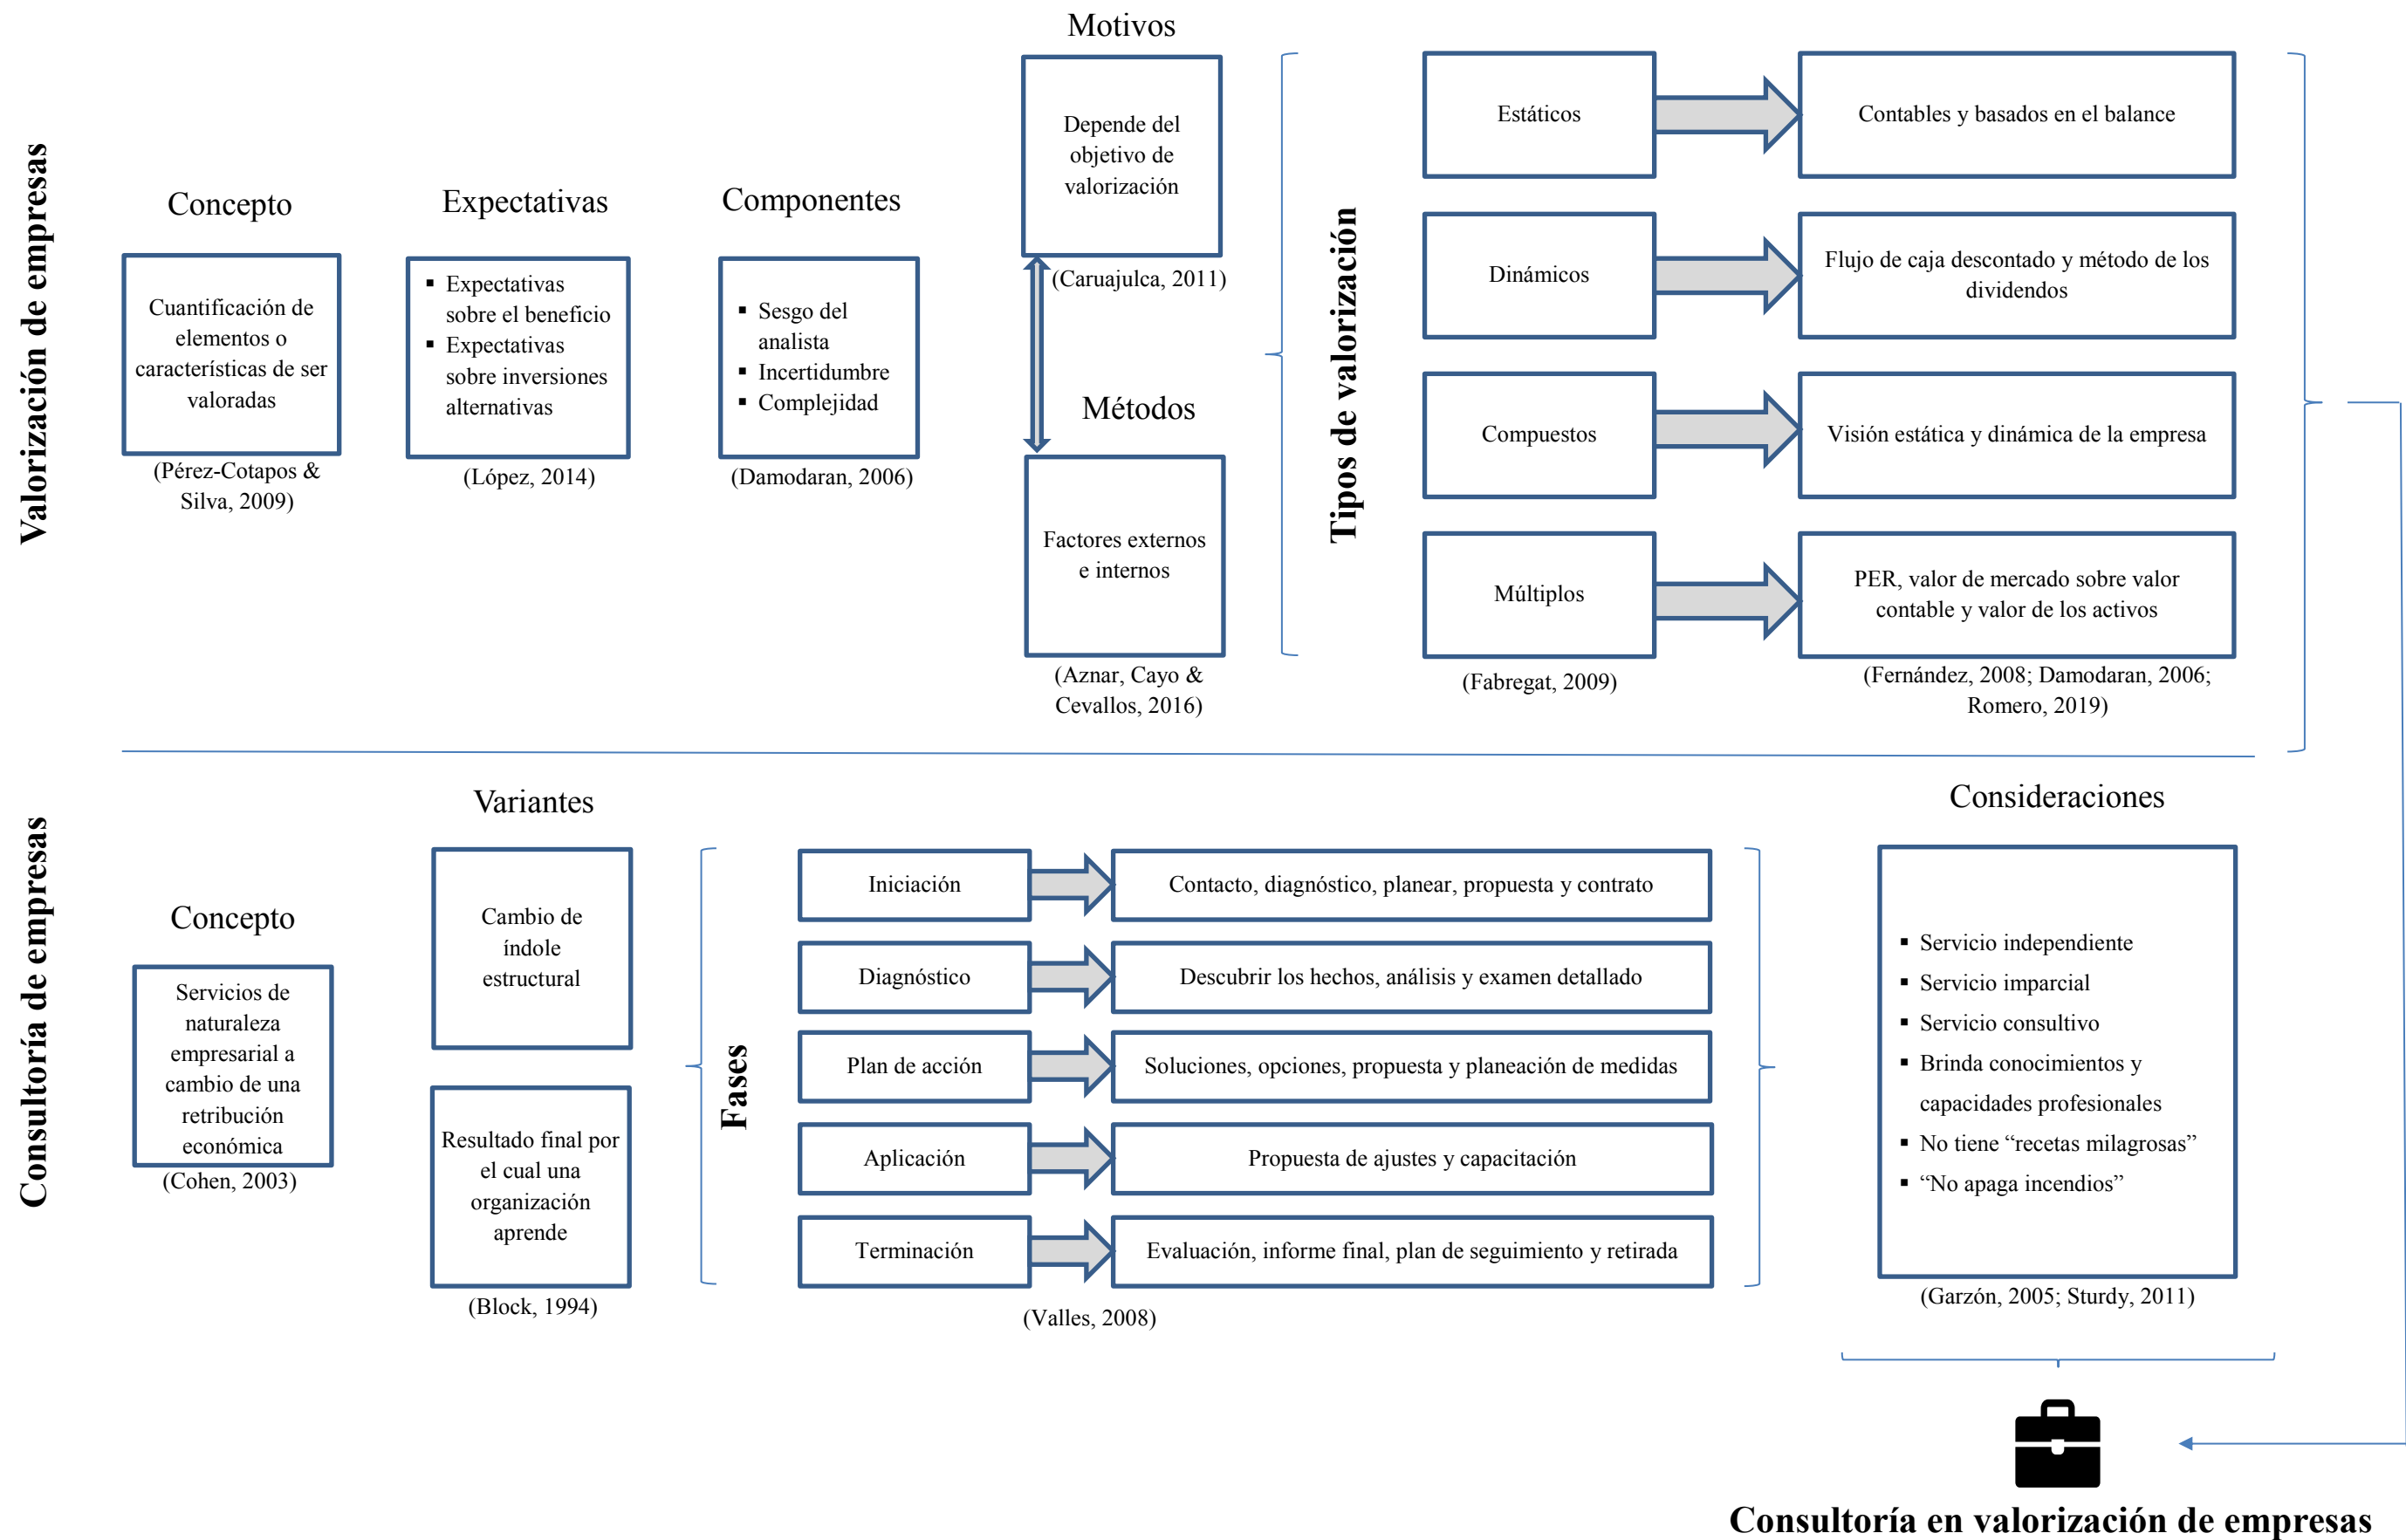 Valorización de empresas
Concepto
Cuantificación de
elementos o
características de ser
valoradas
(Pérez-Cotapos &
Silva, 2009)
Expectativas
▪ Expectativas
sobre el beneficio
▪ Expectativas
sobre inversiones
alternativas
(López, 2014)
Componentes
▪ Sesgo del
analista
▪ Incertidumbre
▪ Complejidad
(Damodaran, 2006)
Motivos
Depende del
objetivo de
valorización
(Caruajulca, 2011)
Métodos
Factores externos
e internos
(Aznar, Cayo &
Cevallos, 2016)
Tipos de valorización
Estáticos
Contables y basados en el balance
Dinámicos
Flujo de caja descontado y método de los
dividendos
Compuestos
Visión estática y dinámica de la empresa
Múltiplos
PER, valor de mercado sobre valor
contable y valor de los activos
(Fabregat, 2009)
(Fernández, 2008; Damodaran, 2006;
Romero, 2019)
Consultoría de empresas
Concepto
Servicios de
naturaleza
empresarial a
cambio de una
retribución
económica
(Cohen, 2003)
Variantes
Cambio de
índole
estructural
Resultado final por
el cual una
organización
aprende
(Block, 1994)
Fases
Iniciación
Contacto, diagnóstico, planear, propuesta y contrato
Diagnóstico
Descubrir los hechos, análisis y examen detallado
Plan de acción
Soluciones, opciones, propuesta y planeación de medidas
Aplicación
Propuesta de ajustes y capacitación
Terminación
Evaluación, informe final, plan de seguimiento y retirada
(Valles, 2008)
Consideraciones
▪ Servicio independiente
▪ Servicio imparcial
▪ Servicio consultivo
▪ Brinda conocimientos y
capacidades profesionales
▪ No tiene “recetas milagrosas”
▪ “No apaga incendios”
(Garzón, 2005; Sturdy, 2011)
Consultoría en valorización de empresas